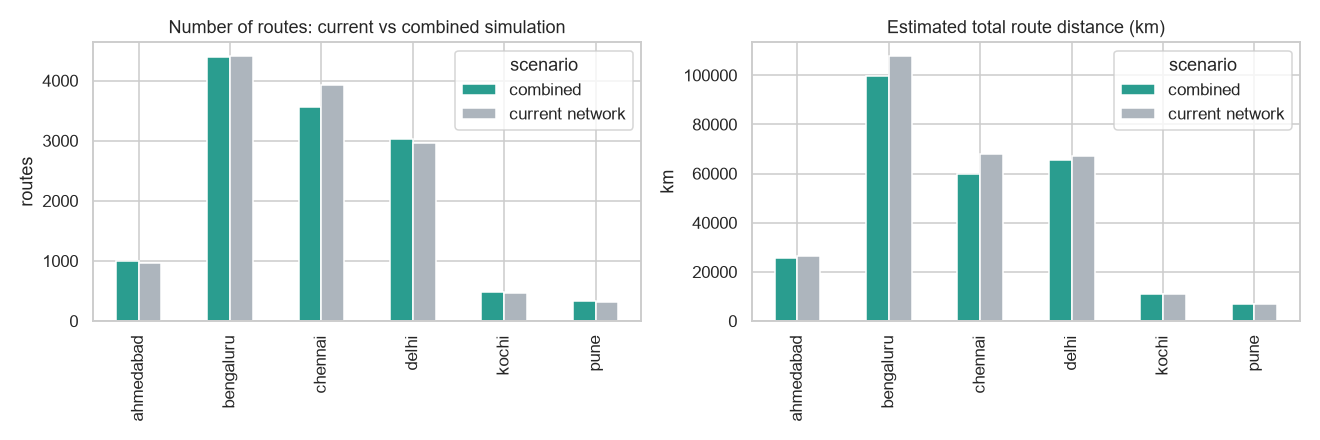 Number of routes: current vs combined simulation
routes
4000
3000
2000
1000
0
scenario
combined
current network
ahmedabad
bengaluru
chennai
delhi
kochi
pune
Estimated total route distance (km)
km
100000
80000
60000
40000
20000
0
scenario
combined
current network
ahmedabad
bengaluru
chennai
delhi
kochi
pune